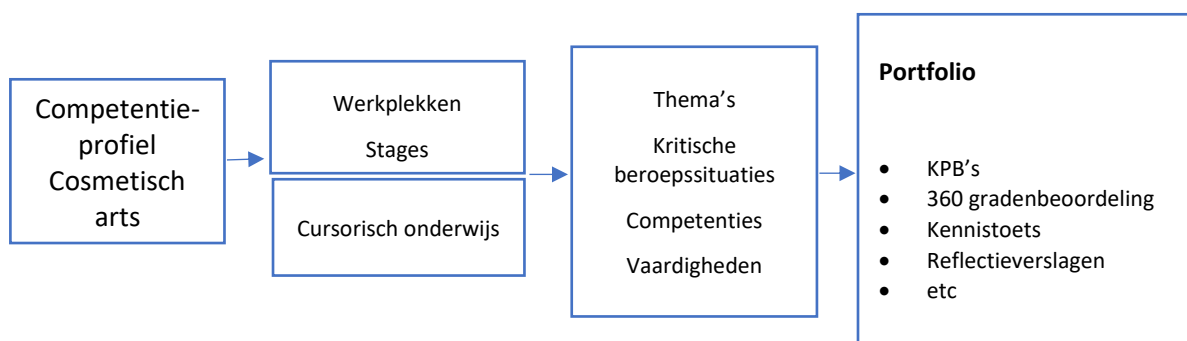 Competentie-
profiel
Cosmetisch
arts
Werkplekken
Stages
Cursorisch onderwijs
Thema's
Kritische
beroepssituaties
Competenties
Vaardigheden
Portfolio
• KPB's
• 360 gradenbeoordeling
• Kennistoets
• Reflectieverslagen
• etc